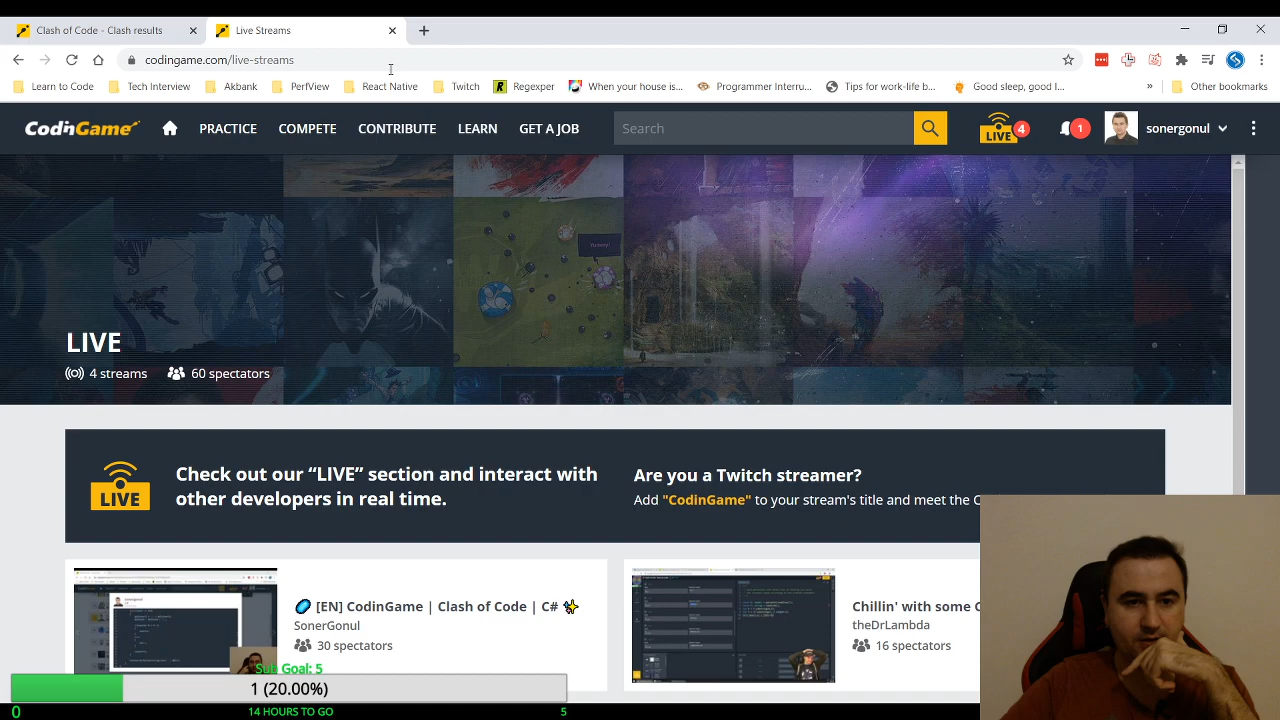 Clash of Code - Clash results
Live Streams
codingame.com/live-streams
Learn to Code
Tech Interview
Akbank
PerfView
React Native
Twitch
Regexper
When your house is...
Programmer Interru...
Tips for work-life b...
Good sleep, good l...
»
Other bookmarks
CodinGame
PRACTICE
COMPETE
CONTRIBUTE
LEARN
GET A JOB
Search
LIVE
4
1
sonergonul
Yummy!
LIVE
4 streams
60 spectators
LIVE
Check out our “LIVE” section and interact with
other developers in real time.
Are you a Twitch streamer?
Add "CodinGame" to your stream's title and meet the C
[EN] CodinGame | Clash of Code | C#
SonerGonul
30 spectators
Chillin' with some C
theDrLambda
16 spectators
Sub Goal: 5
1 (20.00%)
0
14 HOURS TO GO
5